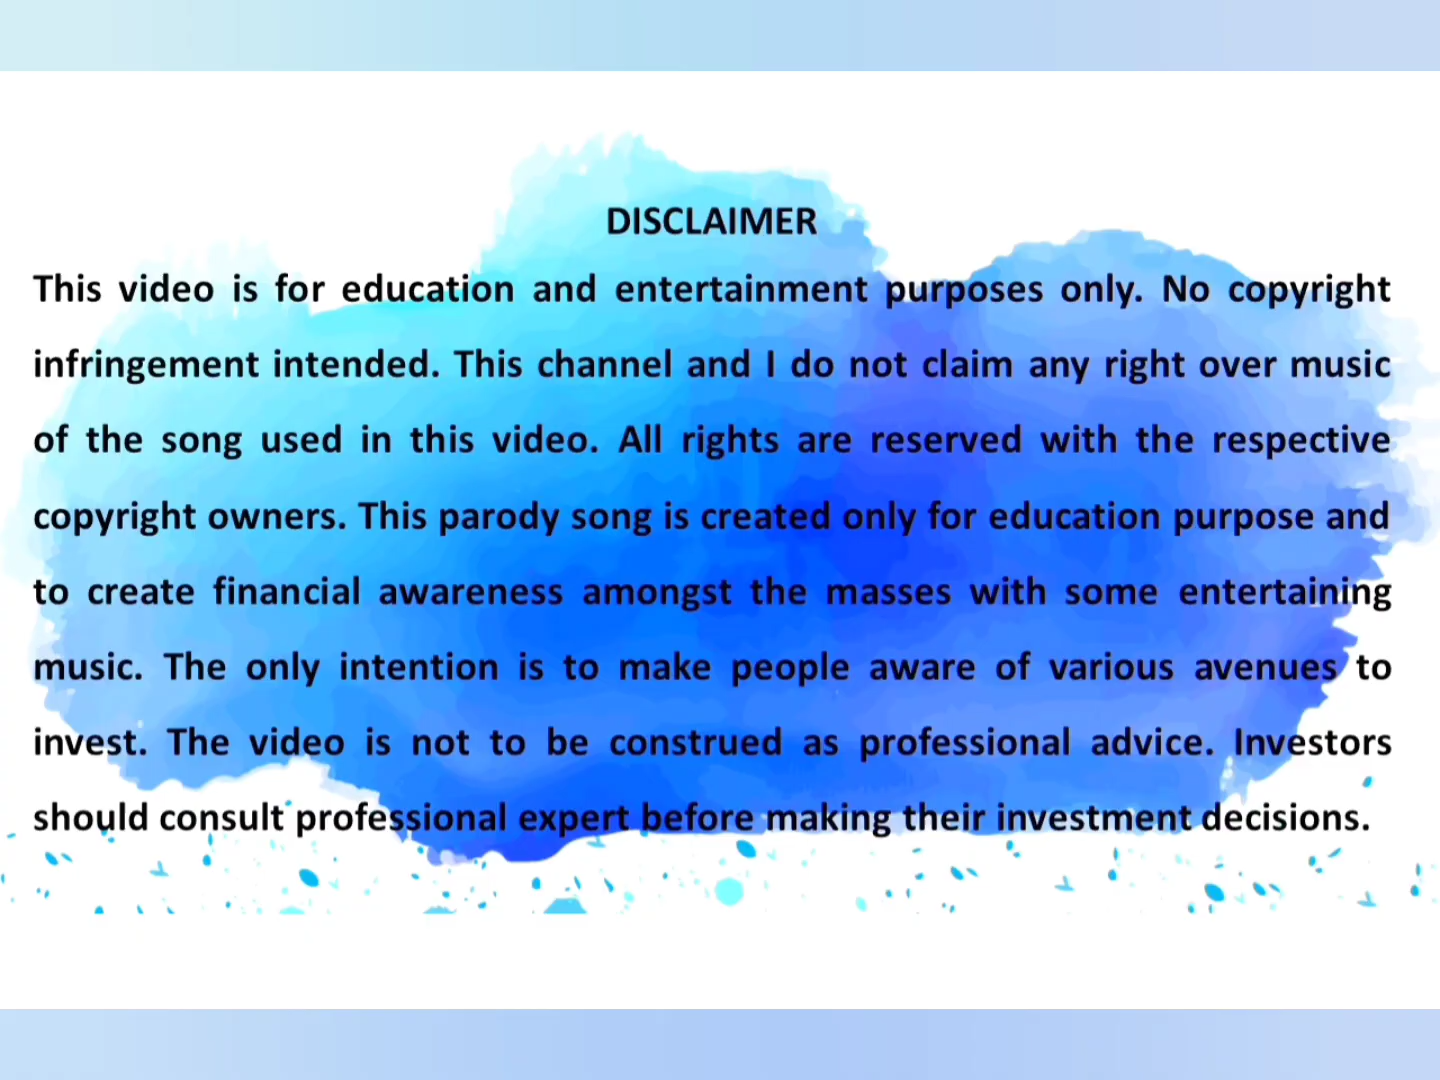 DISCLAIMER
This video is for education and entertainment purposes only. No copyright
infringement intended. This channel and I do not claim any right over music
of the song used in this video. All rights are reserved with the respective
copyright owners. This parody song is created only for education purpose and
to create financial awareness amongst the masses with some entertaining
music. The only intention is to make people aware of various avenues to
invest. The video is not to be construed as professional advice. Investors
should consult professional expert before making their investment decisions.